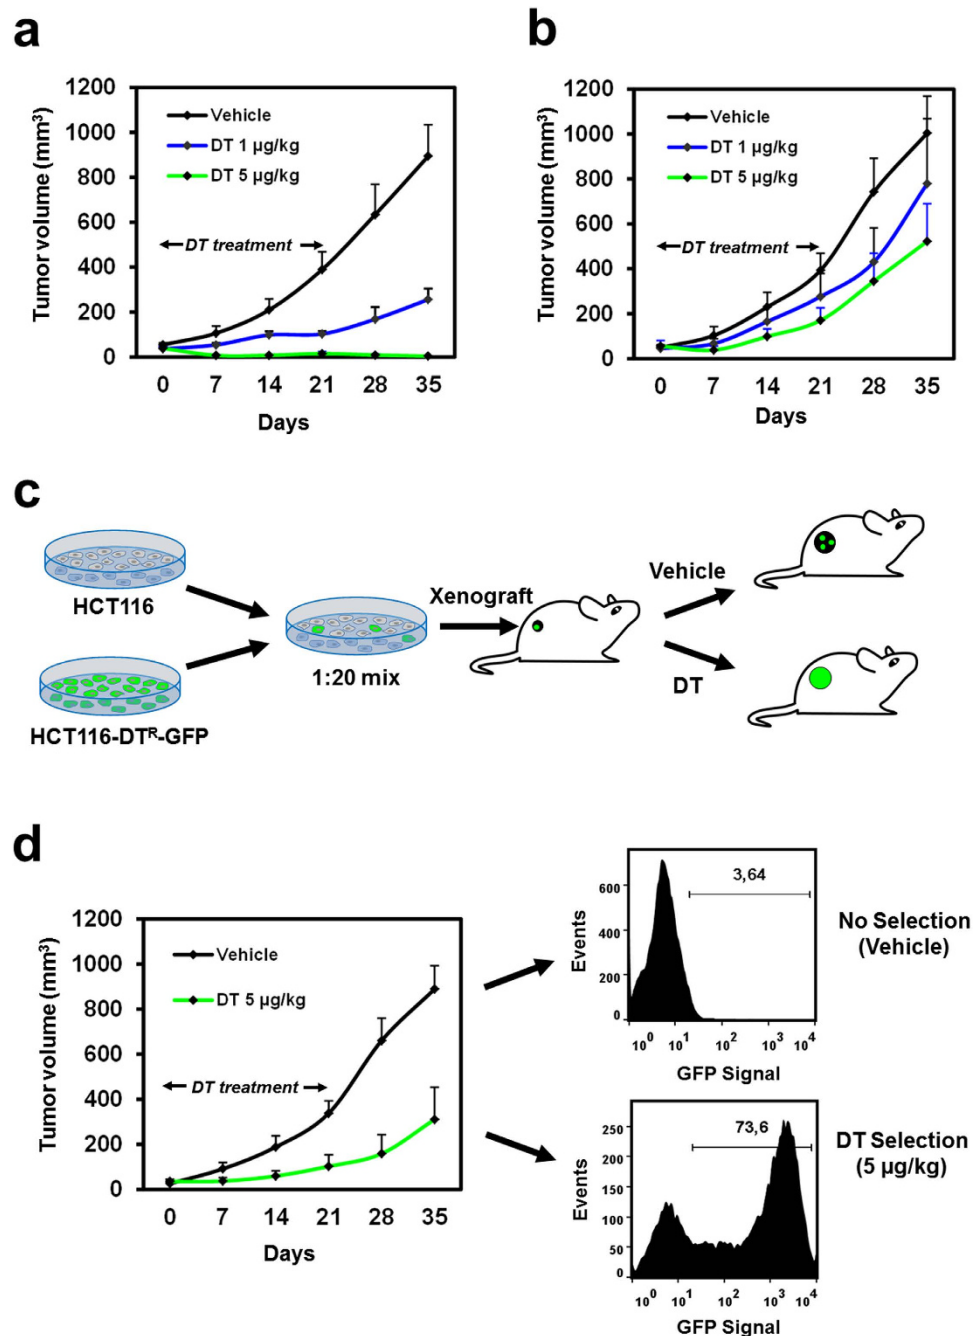 a
1200
1000
800
600
400
200
0
Tumor volume (mm³)
Vehicle
DT 1 µg/kg
DT 5 µg/kg
DT treatment
0 7 14 21 28 35
Days
b
1200
1000
800
600
400
200
0
Tumor volume (mm³)
Vehicle
DT 1 µg/kg
DT 5 µg/kg
DT treatment
0 7 14 21 28 35
Days
c
HCT116
HCT116-DTᴿ-GFP
1:20 mix
Xenograft
Vehicle
DT
d
1200
1000
800
600
400
200
0
Tumor volume (mm³)
Vehicle
DT 5 µg/kg
DT treatment
0 7 14 21 28 35
Days
600
400
200
0
Events
3,64
10⁰ 10¹ 10² 10³ 10⁴
GFP Signal
No Selection
(Vehicle)
250
200
150
100
50
0
Events
73,6
10⁰ 10¹ 10² 10³ 10⁴
GFP Signal
DT Selection
(5 µg/kg)